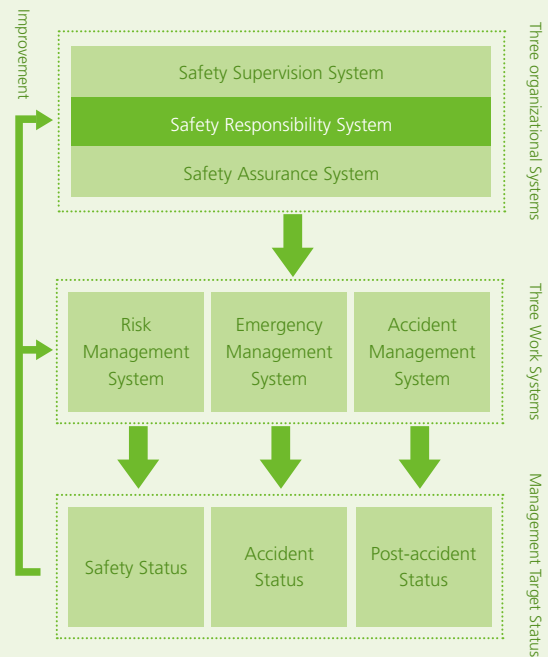 Improvement
Three organizational Systems
Safety Supervision System
Safety Responsibility System
Safety Assurance System
Three Work Systems
Risk
Management
System
Emergency
Management
System
Accident
Management
System
Management Target Status
Safety Status
Accident
Status
Post-accident
Status